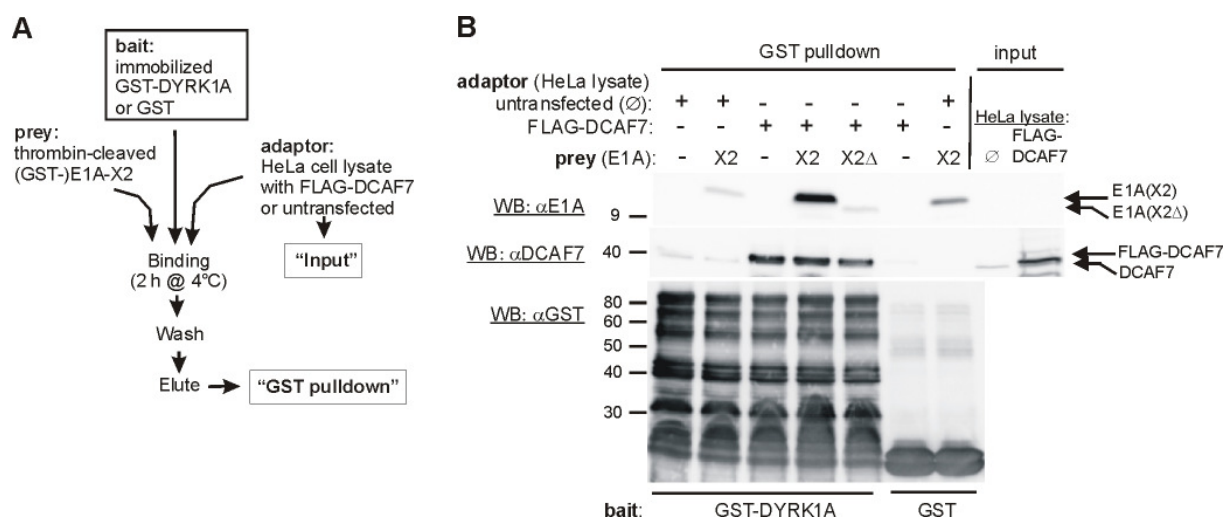 A
bait:
immobilized
GST-DYRK1A
or GST
prey:
thrombin-cleaved
(GST-)E1A-X2
adaptor:
HeLa cell lysate
with FLAG-DCAF7
or untransfected
"Input"
Binding
(2 h @ 4°C)
Wash
Elute
"GST pulldown"
B
GST pulldown
input
adaptor (HeLa lysate)
untransfected (∅): + + - - - - +
FLAG-DCAF7: - - + + + + -
HeLa lysate:
∅ FLAG-
DCAF7
prey (E1A): - X2 - X2 X2Δ - X2
WB: αE1A
9
E1A(X2)
E1A(X2Δ)
WB: αDCAF7
40
FLAG-DCAF7
DCAF7
WB: αGST
80
60
50
40
30
bait: GST-DYRK1A GST